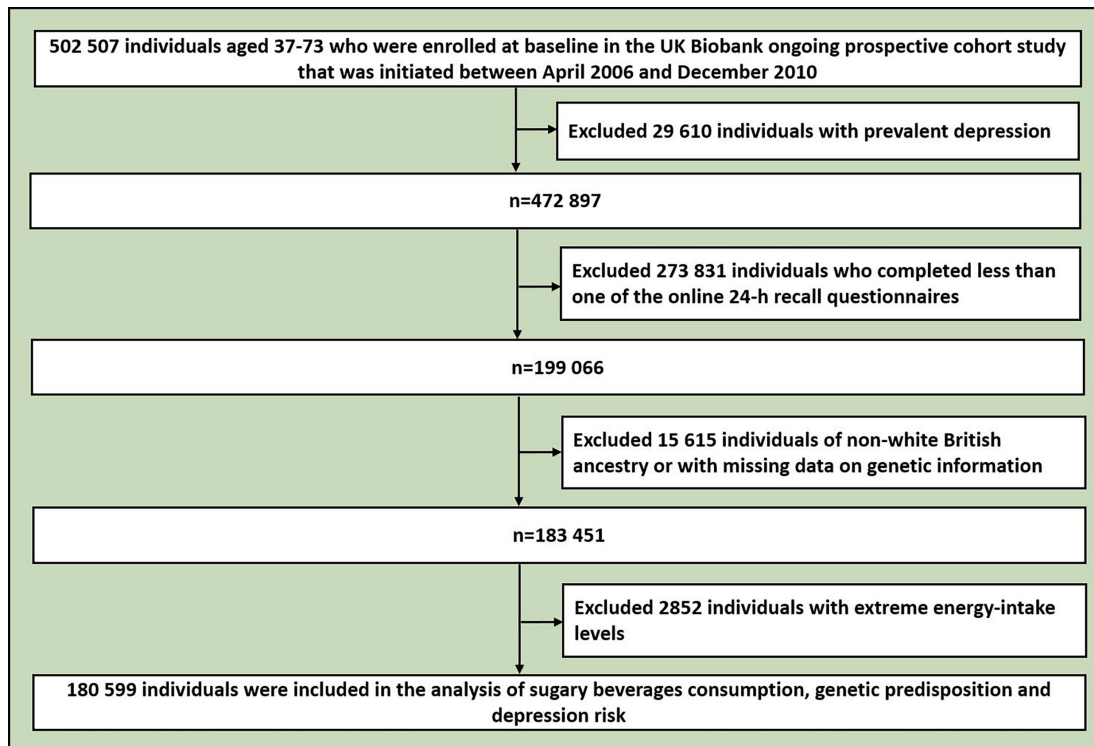 502 507 individuals aged 37-73 who were enrolled at baseline in the UK Biobank ongoing prospective cohort study
that was initiated between April 2006 and December 2010
Excluded 29 610 individuals with prevalent depression
n=472 897
Excluded 273 831 individuals who completed less than
one of the online 24-h recall questionnaires
n=199 066
Excluded 15 615 individuals of non-white British
ancestry or with missing data on genetic information
n=183 451
Excluded 2852 individuals with extreme energy-intake
levels
180 599 individuals were included in the analysis of sugary beverages consumption, genetic predisposition and
depression risk